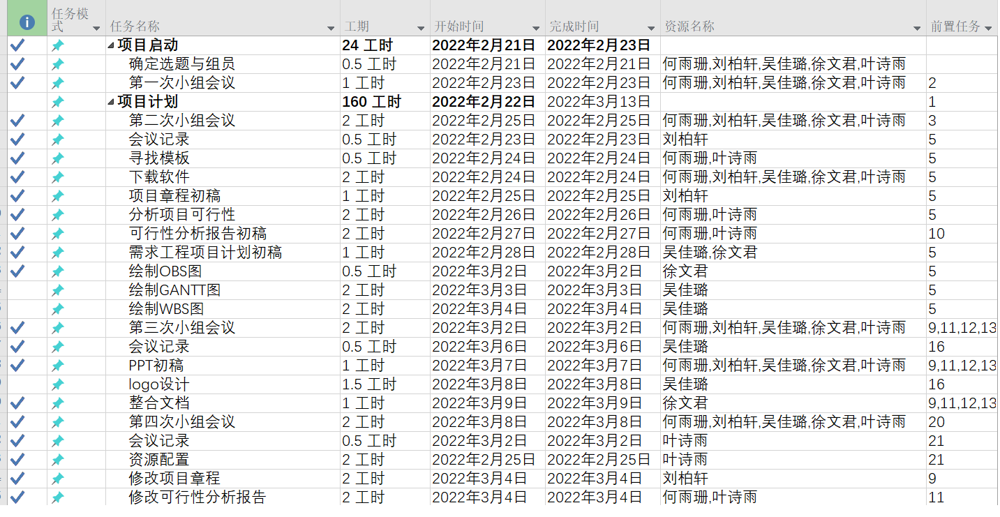 任务模式 任务名称 工期 开始时间 完成时间 资源名称 前置任务
项目启动 24 工时 2022年2月21日 2022年2月23日
确定选题与组员 0.5 工时 2022年2月21日 2022年2月21日 何雨珊,刘柏轩,吴佳璐,徐文君,叶诗雨
第一次小组会议 1 工时 2022年2月23日 2022年2月23日 何雨珊,刘柏轩,吴佳璐,徐文君,叶诗雨 2
项目计划 160 工时 2022年2月22日 2022年3月13日 1
第二次小组会议 2 工时 2022年2月25日 2022年2月25日 何雨珊,刘柏轩,吴佳璐,徐文君,叶诗雨 3
会议记录 0.5 工时 2022年2月23日 2022年2月23日 刘柏轩 5
寻找模板 0.5 工时 2022年2月24日 2022年2月24日 何雨珊,叶诗雨 5
下载软件 2 工时 2022年2月24日 2022年2月24日 何雨珊,刘柏轩,吴佳璐,徐文君,叶诗雨 5
项目章程初稿 1 工时 2022年2月25日 2022年2月25日 刘柏轩 5
分析项目可行性 2 工时 2022年2月26日 2022年2月26日 何雨珊,叶诗雨 5
可行性分析报告初稿 2 工时 2022年2月27日 2022年2月27日 何雨珊,叶诗雨 10
需求工程项目计划初稿 1 工时 2022年2月28日 2022年2月28日 吴佳璐,徐文君 5
绘制OBS图 0.5 工时 2022年3月2日 2022年3月2日 徐文君 5
绘制GANTT图 2 工时 2022年3月3日 2022年3月3日 吴佳璐 5
绘制WBS图 2 工时 2022年3月4日 2022年3月4日 吴佳璐 5
第三次小组会议 2 工时 2022年3月2日 2022年3月2日 何雨珊,刘柏轩,吴佳璐,徐文君,叶诗雨 9,11,12,13
会议记录 0.5 工时 2022年3月6日 2022年3月6日 吴佳璐 16
PPT初稿 1 工时 2022年3月7日 2022年3月7日 何雨珊,刘柏轩,吴佳璐,徐文君,叶诗雨 9,11,12,13
logo设计 1.5 工时 2022年3月8日 2022年3月8日 吴佳璐 16
整合文档 1 工时 2022年3月9日 2022年3月9日 徐文君 9,11,12,13
第四次小组会议 2 工时 2022年3月8日 2022年3月8日 何雨珊,刘柏轩,吴佳璐,徐文君,叶诗雨 20
会议记录 0.5 工时 2022年3月2日 2022年3月2日 叶诗雨 21
资源配置 2 工时 2022年2月25日 2022年2月25日 叶诗雨 21
修改项目章程 2 工时 2022年3月4日 2022年3月4日 刘柏轩 9
修改可行性分析报告 2 工时 2022年3月4日 2022年3月4日 何雨珊,叶诗雨 11